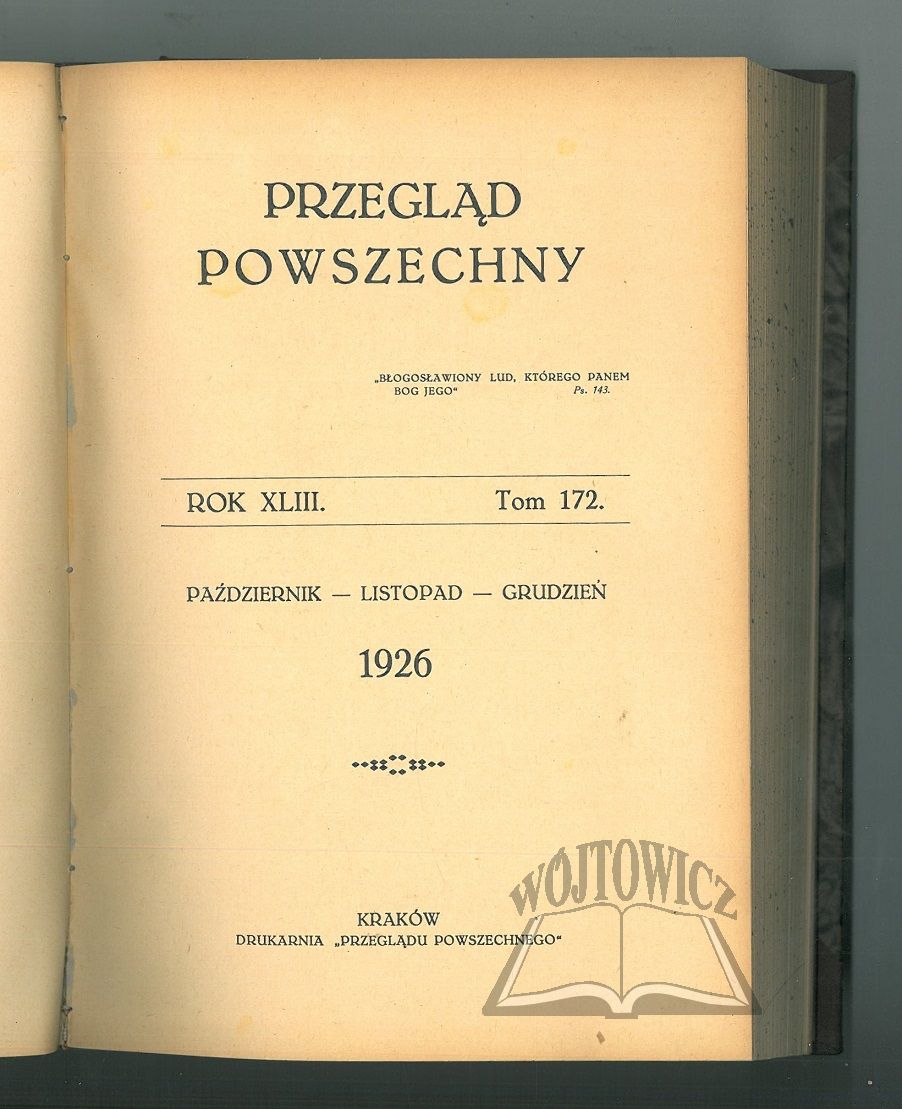 PRZEGLĄD
POWSZECHNY
„BŁOGOSŁAWIONY LUD, KTÓREGO PANEM
BOG JEGO“ Ps. 143.
ROK XLIII. Tom 172.
PAŹDZIERNIK — LISTOPAD — GRUDZIEŃ
1926
WÓJTOWICZ
KRAKÓW
DRUKARNIA „PRZEGLĄDU POWSZECHNEGO“